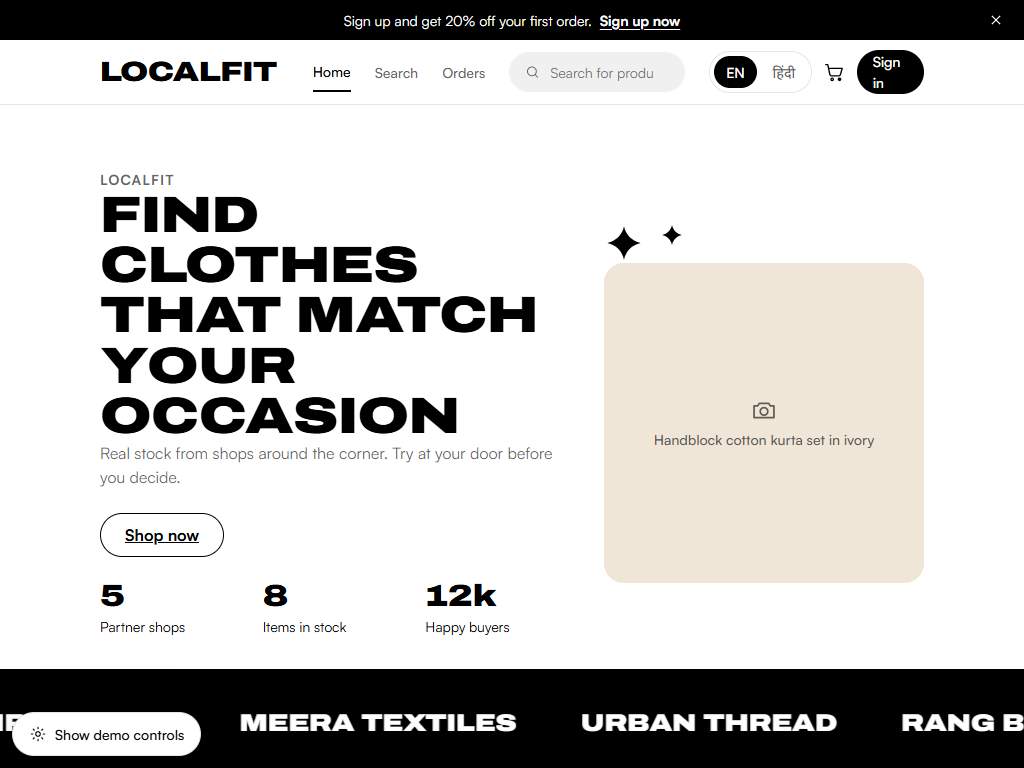 Sign up and get 20% off your first order. Sign up now
LOCALFIT
Home
Search
Orders
Search for produ
EN
हिंदी
Sign
in
LOCALFIT
FIND
CLOTHES
THAT MATCH
YOUR
OCCASION
Real stock from shops around the corner. Try at your door before
you decide.
Shop now
5
Partner shops
8
Items in stock
12k
Happy buyers
Handblock cotton kurta set in ivory
MEERA TEXTILES
URBAN THREAD
RANG B
Show demo controls